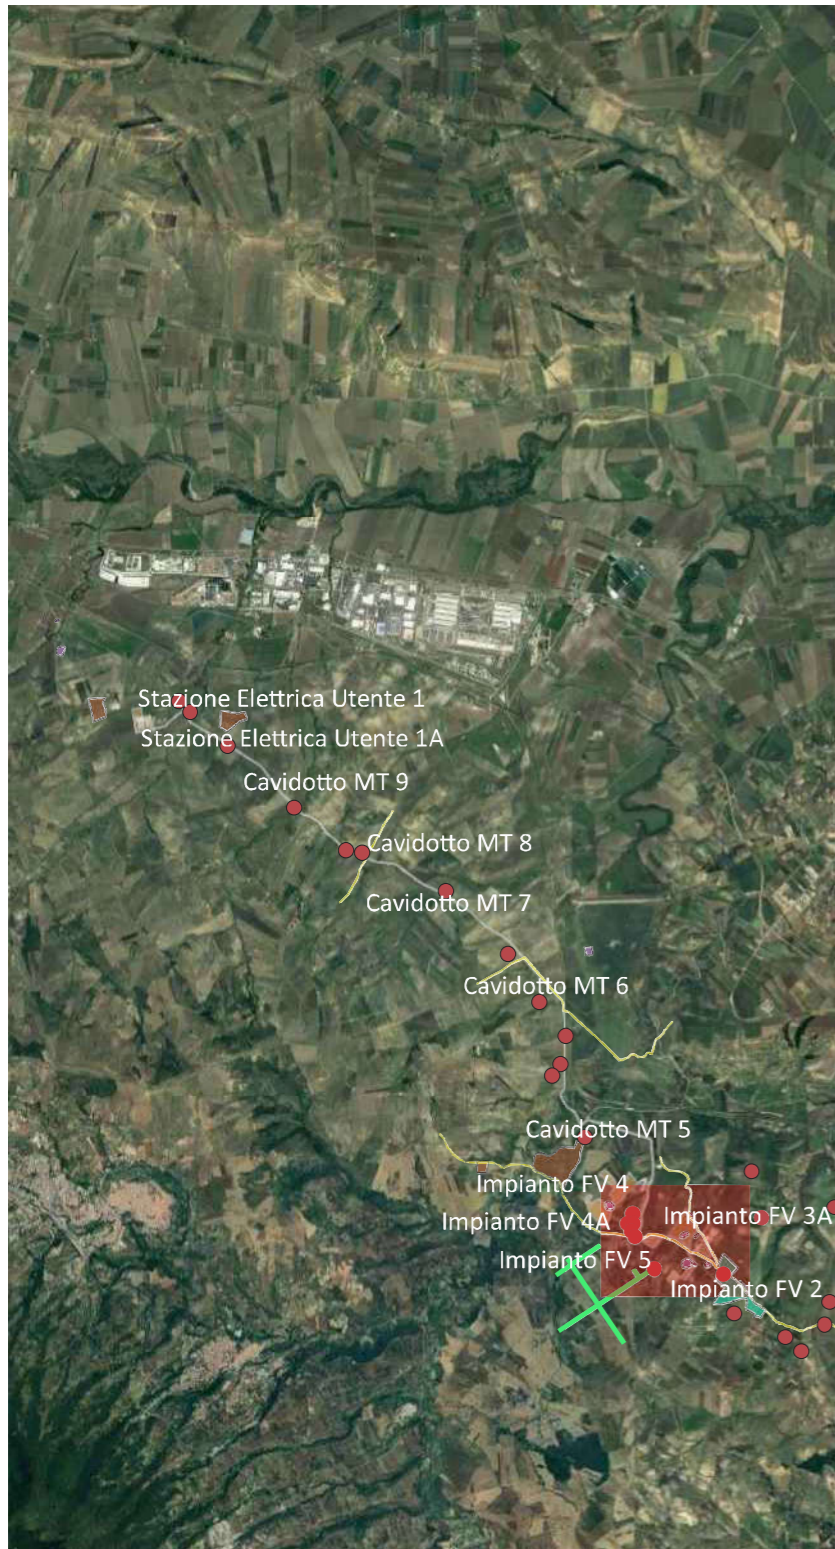 Stazione Elettrica Utente 1
Stazione Elettrica Utente 1A
Cavidotto MT 9
Cavidotto MT 8
Cavidotto MT 7
Cavidotto MT 6
Cavidotto MT 5
Impianto FV 4
Impianto FV 4A
Impianto FV 3A
Impianto FV 5
Impianto FV 2